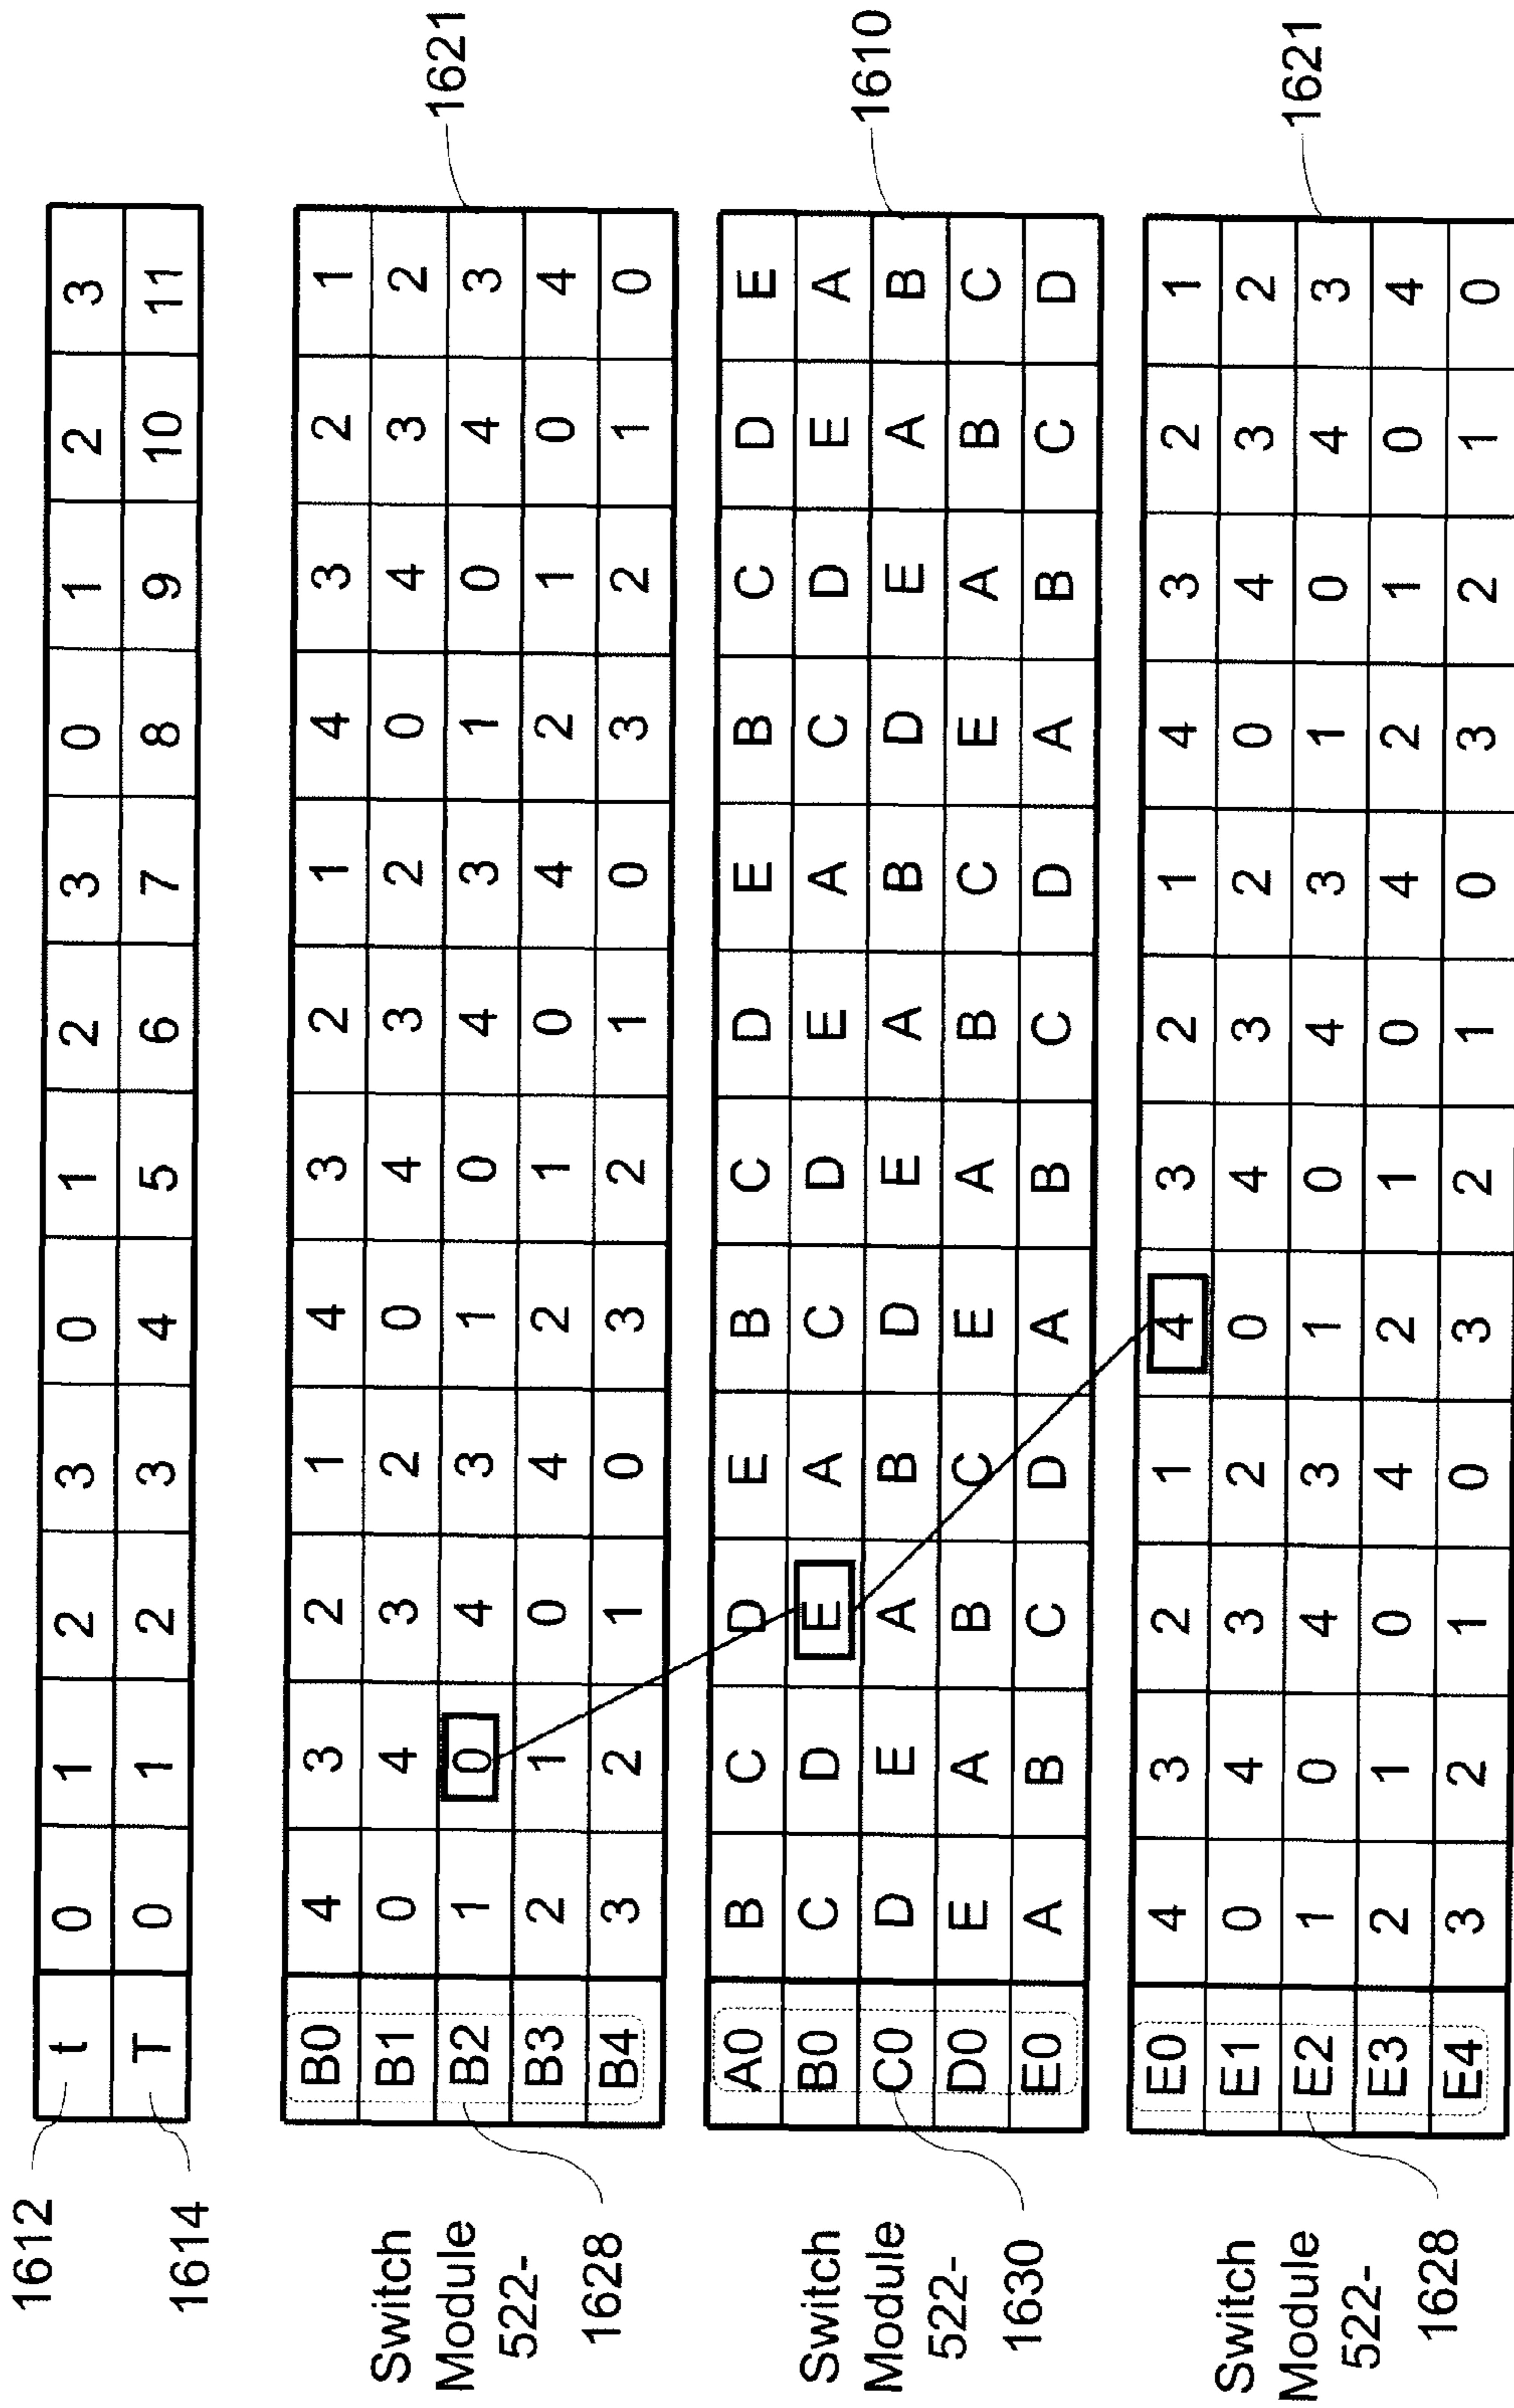 1612
t 0 1 2 3 0 1 2 3 0 1 2 3
T 0 1 2 3 4 5 6 7 8 9 10 11
1614
1621
B0 4 3 2 1 4 3 2 1 4 3 2 1
B1 0 4 3 2 0 4 3 2 0 4 3 2
B2 1 0 4 3 1 0 4 3 1 0 4 3
B3 2 1 0 4 2 1 0 4 2 1 0 4
B4 3 2 1 0 3 2 1 0 3 2 1 0
Switch
Module
522-
1628
1610
A0 B C D E B C D E B C D E
B0 C D E A C D E A C D E A
C0 D E A B D E A B D E A B
D0 E A B C E A B C E A B C
E0 A B C D A B C D A B C D
Switch
Module
522-
1630
1621
E0 4 3 2 1 4 3 2 1 4 3 2 1
E1 0 4 3 2 0 4 3 2 0 4 3 2
E2 1 0 4 3 1 0 4 3 1 0 4 3
E3 2 1 0 4 2 1 0 4 2 1 0 4
E4 3 2 1 0 3 2 1 0 3 2 1 0
Switch
Module
522-
1628